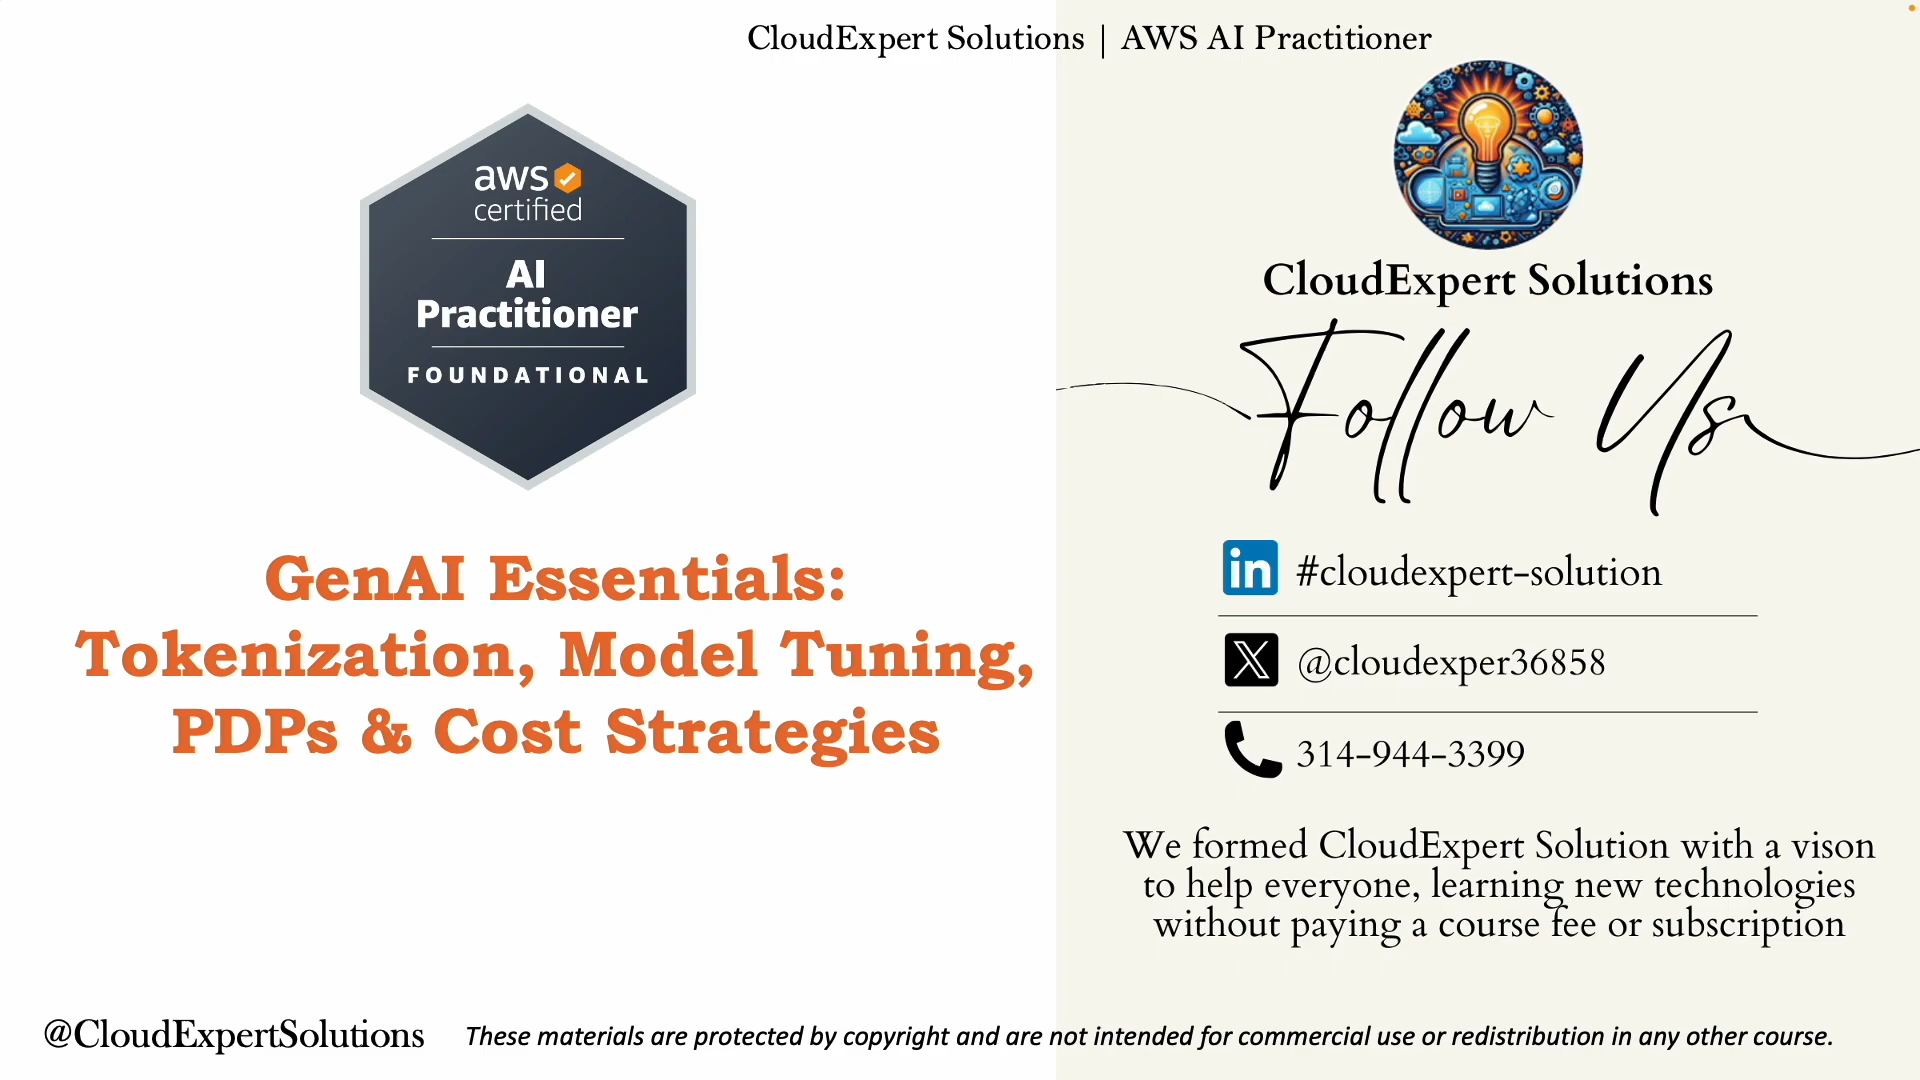 CloudExpert Solutions | AWS AI Practitioner
aws
certified
AI
Practitioner
FOUNDATIONAL
GenAI Essentials:
Tokenization, Model Tuning,
PDPs & Cost Strategies
CloudExpert Solutions
Follow Us
in #cloudexpert-solution
X @cloudexper36858
314-944-3399
We formed CloudExpert Solution with a vison
to help everyone, learning new technologies
without paying a course fee or subscription
@CloudExpertSolutions
These materials are protected by copyright and are not intended for commercial use or redistribution in any other course.